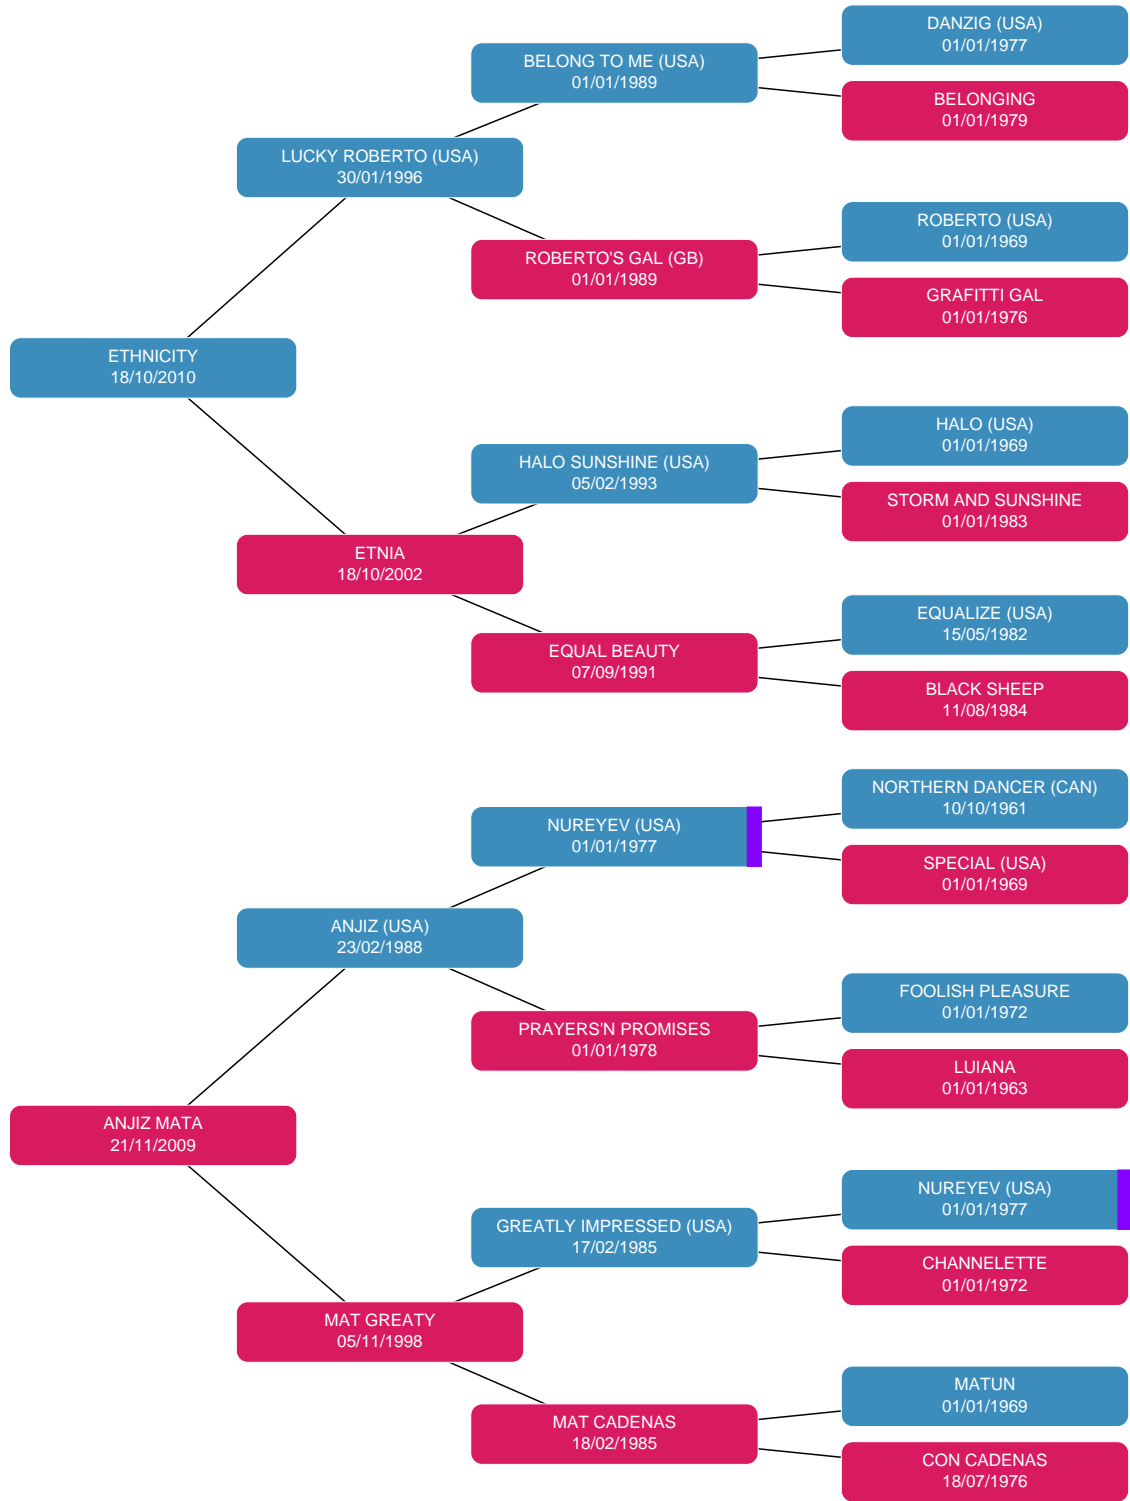 DANZIG (USA)
01/01/1977
BELONG TO ME (USA)
01/01/1989
BELONGING
01/01/1979
LUCKY ROBERTO (USA)
30/01/1996
ROBERTO (USA)
01/01/1969
ROBERTO'S GAL (GB)
01/01/1989
GRAFITTI GAL
01/01/1976
ETHNICITY
18/10/2010
HALO (USA)
01/01/1969
HALO SUNSHINE (USA)
05/02/1993
STORM AND SUNSHINE
01/01/1983
ETNIA
18/10/2002
EQUALIZE (USA)
15/05/1982
EQUAL BEAUTY
07/09/1991
BLACK SHEEP
11/08/1984
NORTHERN DANCER (CAN)
10/10/1961
NUREYEV (USA)
01/01/1977
SPECIAL (USA)
01/01/1969
ANJIZ (USA)
23/02/1988
FOOLISH PLEASURE
01/01/1972
PRAYERS'N PROMISES
01/01/1978
LUIANA
01/01/1963
ANJIZ MATA
21/11/2009
NUREYEV (USA)
01/01/1977
GREATLY IMPRESSED (USA)
17/02/1985
CHANNELETTE
01/01/1972
MAT GREATY
05/11/1998
MATUN
01/01/1969
MAT CADENAS
18/02/1985
CON CADENAS
18/07/1976